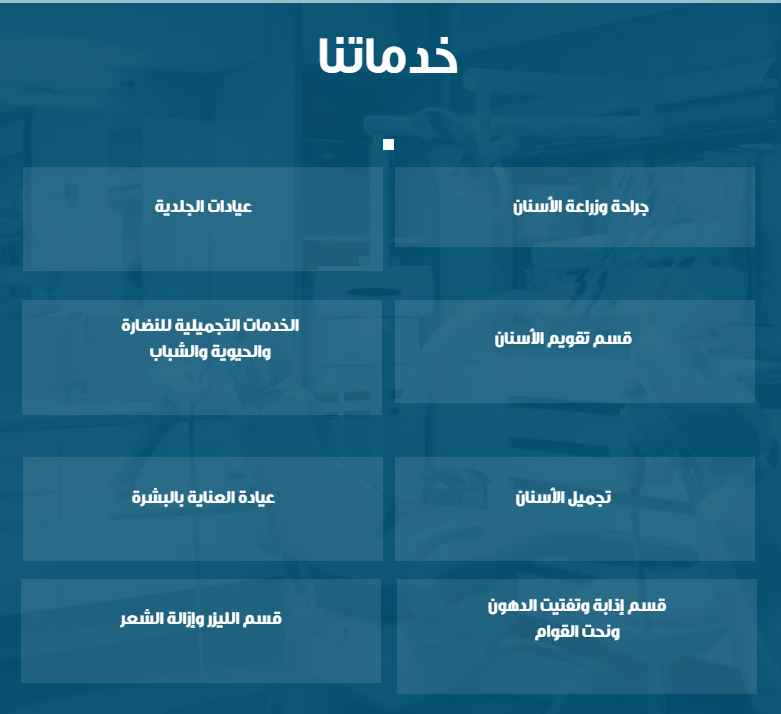 خدماتنا
جراحة وزراعة الأسنان
عيادات الجلدية
قسم تقويم الأسنان
الخدمات التجميلية للنضارة
والحيوية والشباب
تجميل الأسنان
عيادة العناية بالبشرة
قسم إذابة وتفتيت الدهون
ونحت القوام
قسم الليزر وإزالة الشعر